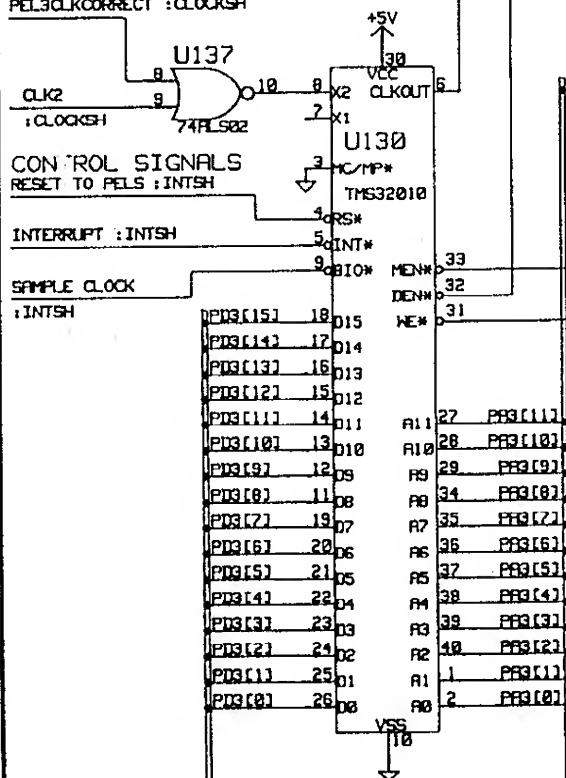 PEL3CLKCORRECT :CLOCKSH
+5V
U137
30
VCC
8
9
10
8 X2 CLKOUT 6
CLK2
:CLOCKSH
74ALS02
7 X1
U130
CONTROL SIGNALS
3 MC/MP*
RESET TO PELS :INTSH
TMS32010
4 RS*
INTERRUPT :INTSH
5 INT*
SAMPLE CLOCK
:INTSH
9 BIO* MEN* 33
DEN* 32
WE* 31
PD3[15] 18 D15
PD3[14] 17 D14
PD3[13] 16 D13
PD3[12] 15 D12
PD3[11] 14 D11 A11 27 PA3[11]
PD3[10] 13 D10 A10 28 PA3[10]
PD3[9] 12 D9 A9 29 PA3[9]
PD3[8] 11 D8 A8 34 PA3[8]
PD3[7] 19 D7 A7 35 PA3[7]
PD3[6] 20 D6 A6 36 PA3[6]
PD3[5] 21 D5 A5 37 PA3[5]
PD3[4] 22 D4 A4 38 PA3[4]
PD3[3] 23 D3 A3 39 PA3[3]
PD3[2] 24 D2 A2 40 PA3[2]
PD3[1] 25 D1 A1 1 PA3[1]
PD3[0] 26 D0 A0 2 PA3[0]
VSS
10